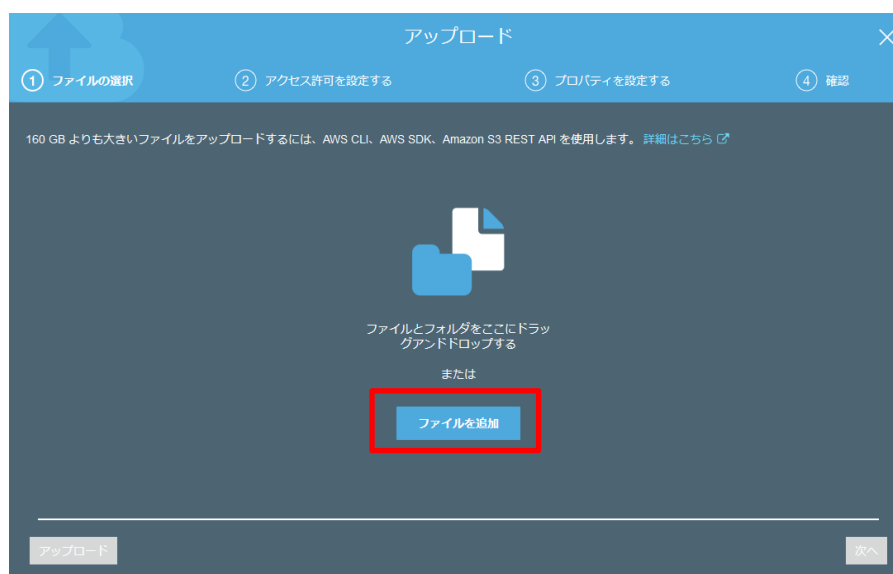 アップロード
1 ファイルの選択
2 アクセス許可を設定する
3 プロパティを設定する
4 確認
160 GB よりも大きいファイルをアップロードするには、AWS CLI、AWS SDK、Amazon S3 REST API を使用します。 詳細はこちら
ファイルとフォルダをここにドラッ
グアンドドロップする
または
ファイルを追加
アップロード
次へ